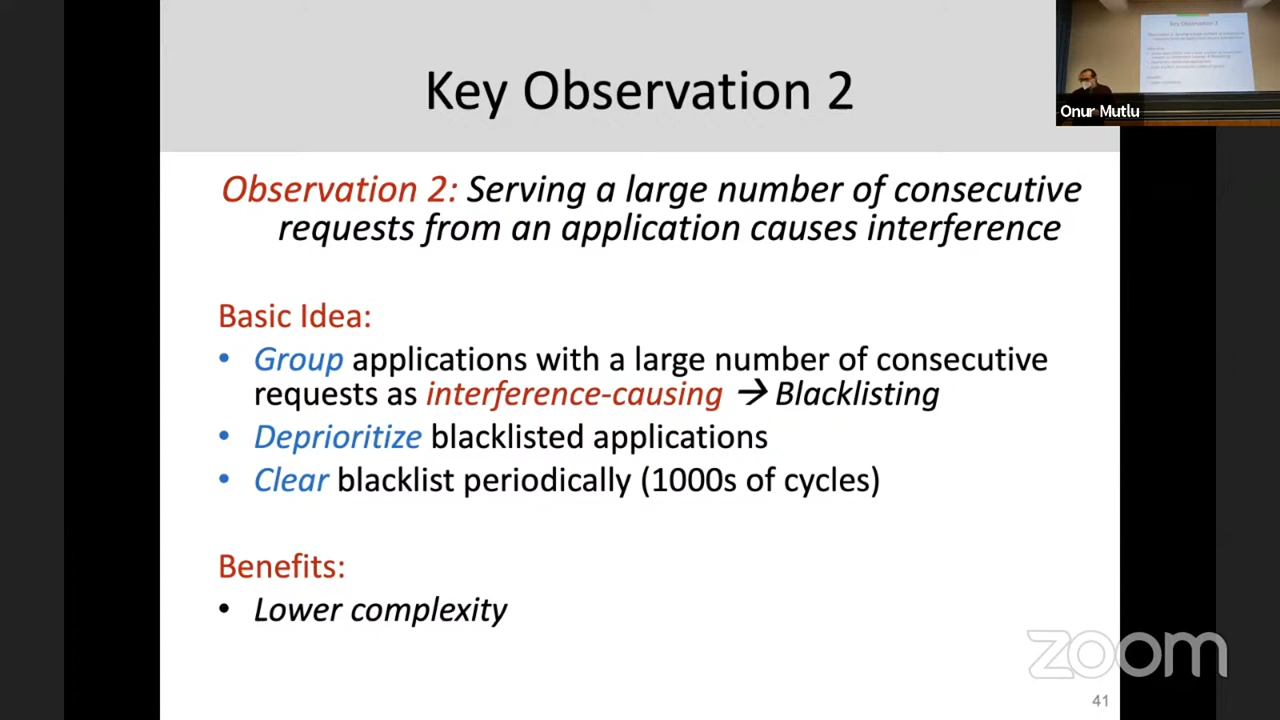 Key Observation 2
Onur Mutlu
Observation 2: Serving a large number of consecutive
requests from an application causes interference
Basic Idea:
• Group applications with a large number of consecutive
requests as interference-causing → Blacklisting
• Deprioritize blacklisted applications
• Clear blacklist periodically (1000s of cycles)
Benefits:
• Lower complexity
zoom
41